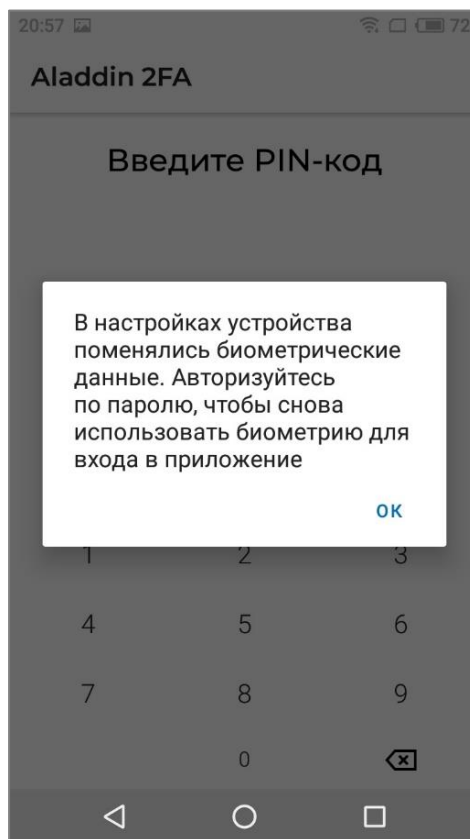 20:57 72
Aladdin 2FA
Введите PIN-код
В настройках устройства
поменялись биометрические
данные. Авторизуйтесь
по паролю, чтобы снова
использовать биометрию для
входа в приложение
ОК
1 2 3
4 5 6
7 8 9
0